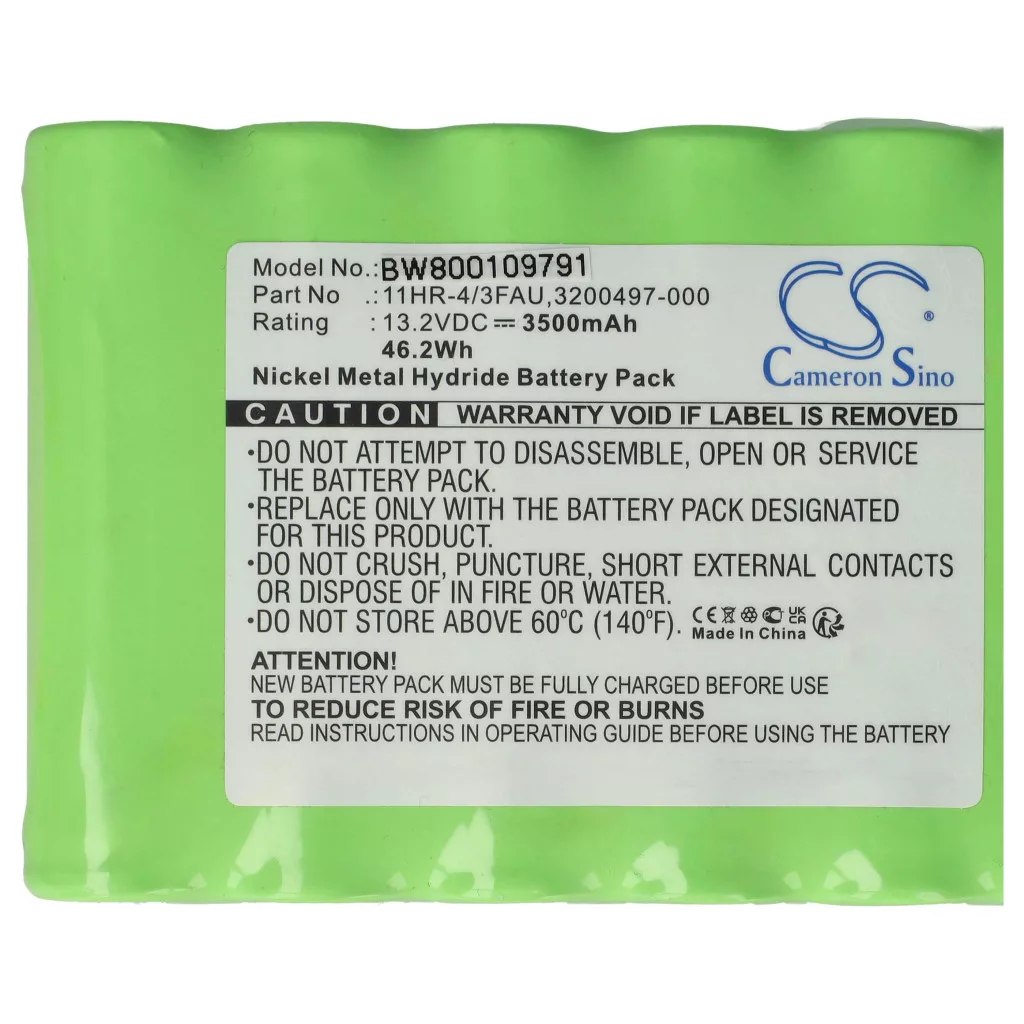 Model No.:BW800109791
Part No .:11HR-4/3FAU,3200497-000
Rating : 13.2VDC 3500mAh
46.2Wh
Nickel Metal Hydride Battery Pack
CS ®
Cameron Sino
CAUTION WARRANTY VOID IF LABEL IS REMOVED
·DO NOT ATTEMPT TO DISASSEMBLE, OPEN OR SERVICE
THE BATTERY PACK.
·REPLACE ONLY WITH THE BATTERY PACK DESIGNATED
FOR THIS PRODUCT.
·DO NOT CRUSH, PUNCTURE, SHORT EXTERNAL CONTACTS
OR DISPOSE OF IN FIRE OR WATER.
·DO NOT STORE ABOVE 60°C (140°F).
CE UK CA
Made In China
ATTENTION!
NEW BATTERY PACK MUST BE FULLY CHARGED BEFORE USE
TO REDUCE RISK OF FIRE OR BURNS
READ INSTRUCTIONS IN OPERATING GUIDE BEFORE USING THE BATTERY